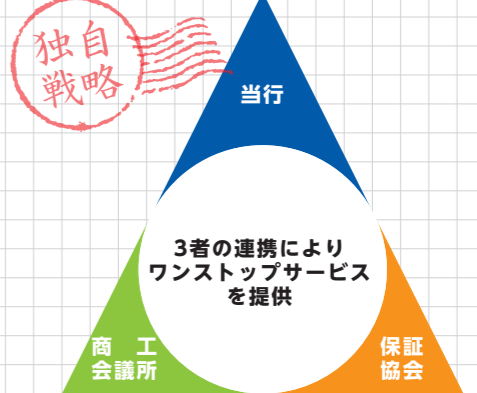 独自
戦略
当行
3者の連携により
ワンストップサービス
を提供
商　工
会議所
保証
協会